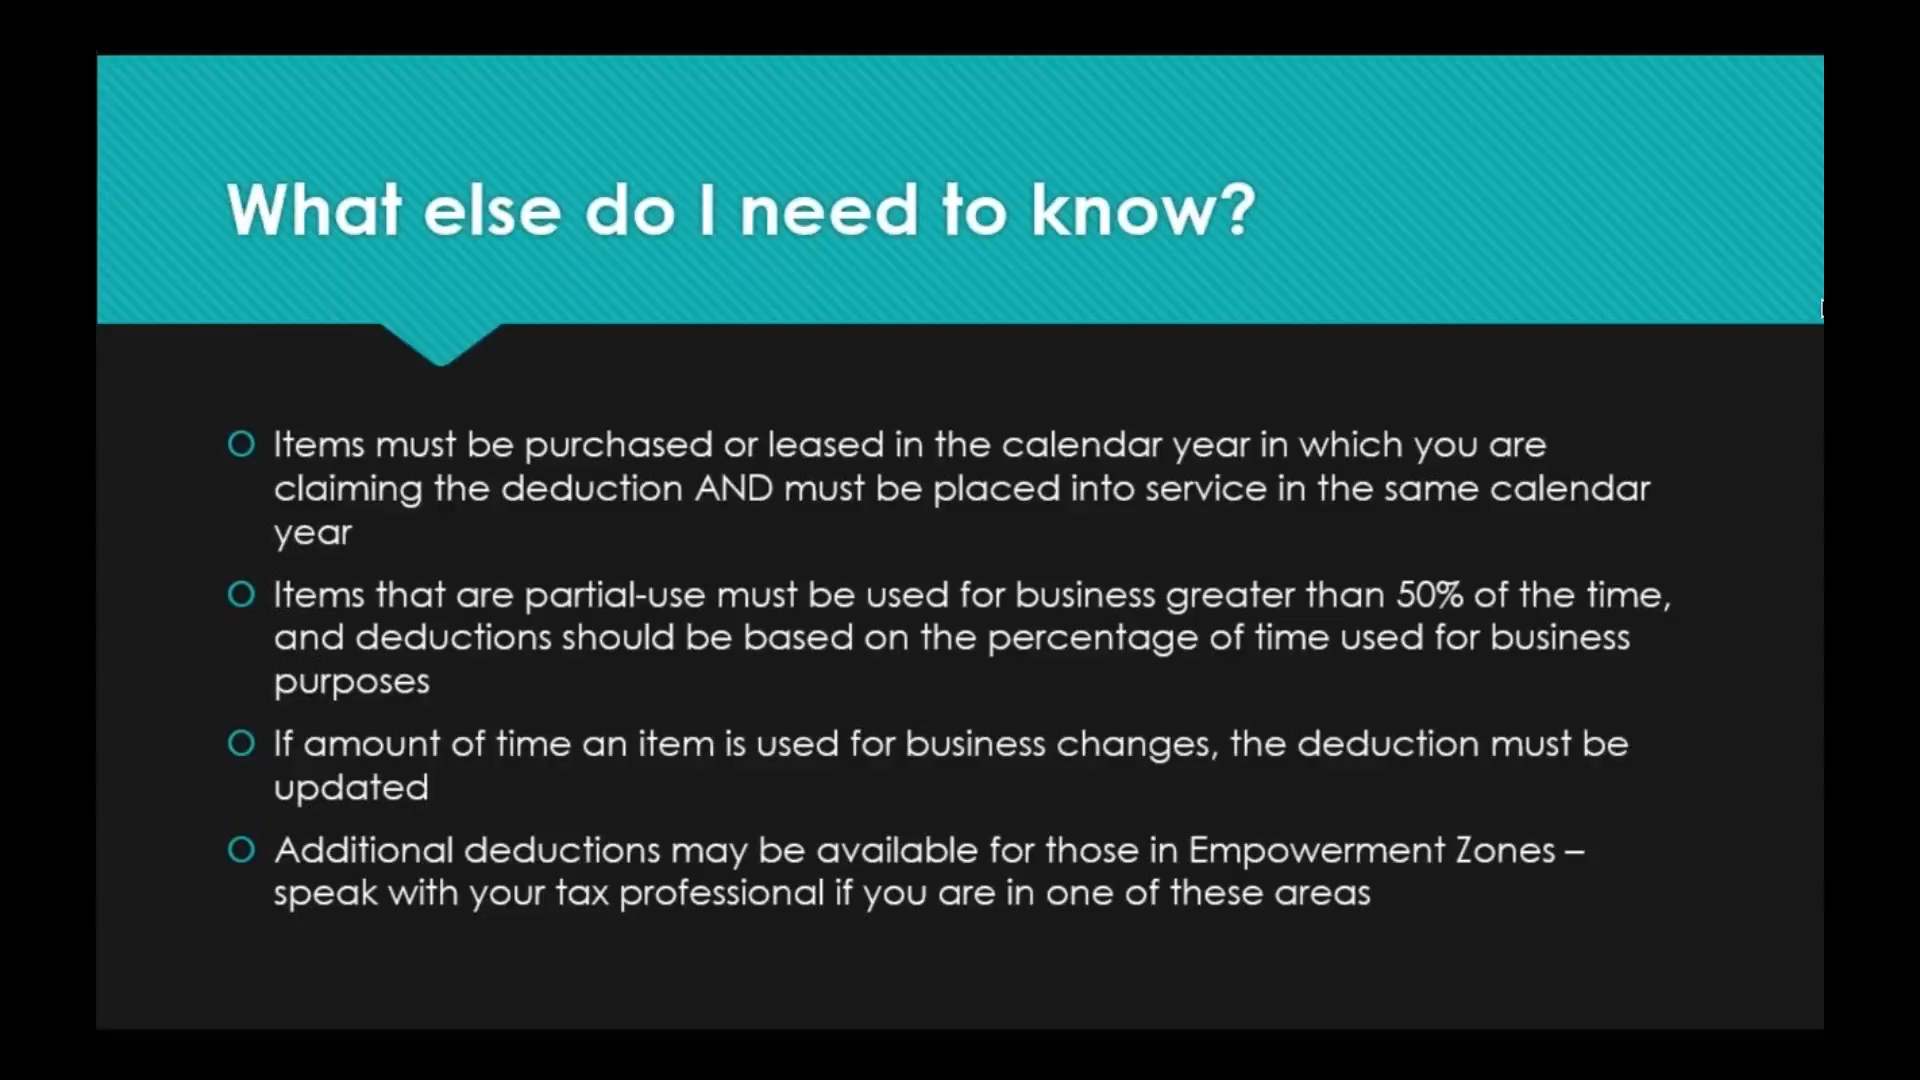 What else do I need to know?
Items must be purchased or leased in the calendar year in which you are
claiming the deduction AND must be placed into service in the same calendar
year
Items that are partial-use must be used for business greater than 50% of the time,
and deductions should be based on the percentage of time used for business
purposes
If amount of time an item is used for business changes, the deduction must be
updated
Additional deductions may be available for those in Empowerment Zones –
speak with your tax professional if you are in one of these areas